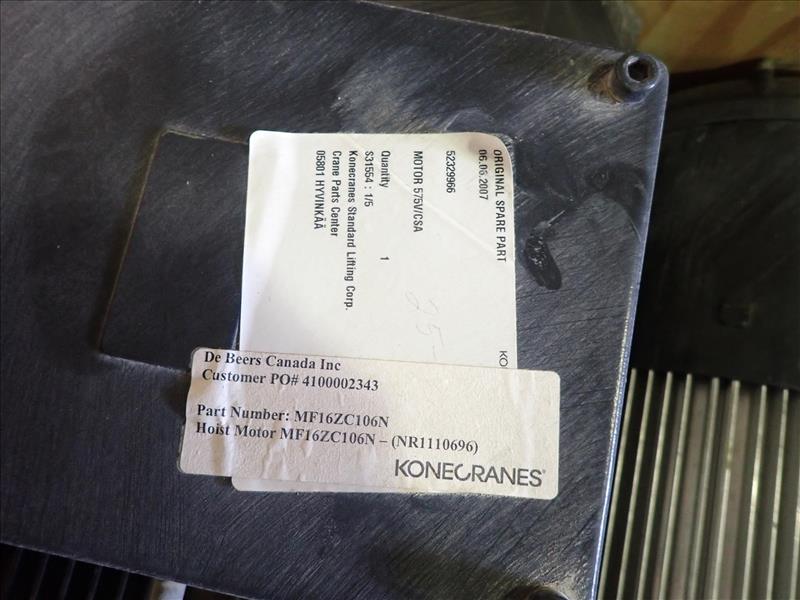 ORIGINAL SPARE PART
06.06.2007
52329966
MOTOR 575V/CSA
Quantity 1
S31554 : 1/5
Konecranes Standard Lifting Corp.
Crane Parts Center
05801 HYVINKÄÄ
KO
25-
De Beers Canada Inc
Customer PO# 4100002343
Part Number: MF16ZC106N
Hoist Motor MF16ZC106N – (NR1110696)
KONECRANES